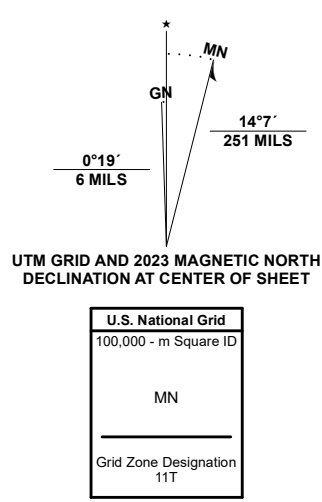 ★
MN
GN
14°7´
251 MILS
0°19´
6 MILS
UTM GRID AND 2023 MAGNETIC NORTH
DECLINATION AT CENTER OF SHEET
U.S. National Grid
100,000 - m Square ID
MN
Grid Zone Designation
11T